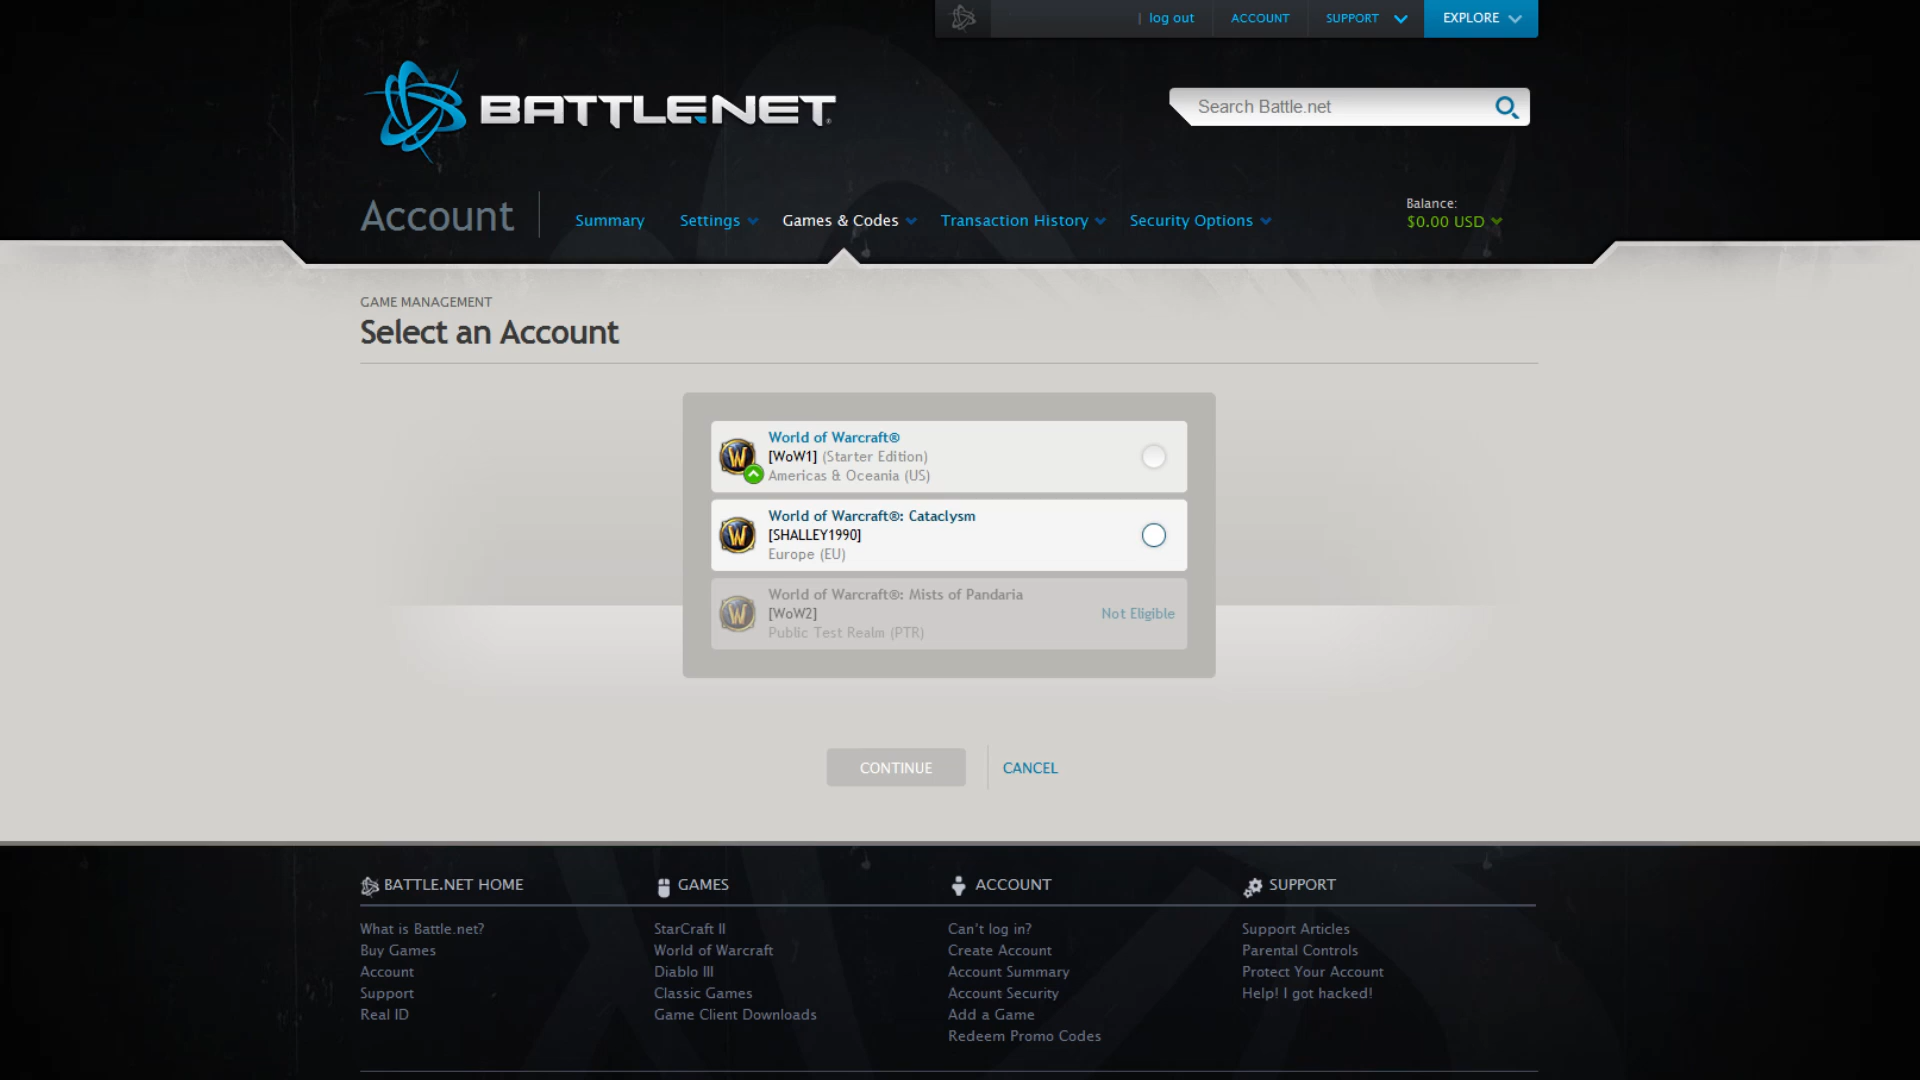 | log out
ACCOUNT
SUPPORT
EXPLORE
BATTLE.NET®
Search Battle.net
Account
Summary
Settings
Games & Codes
Transaction History
Security Options
Balance:
$0.00 USD
GAME MANAGEMENT
Select an Account
World of Warcraft®
[WoW1] (Starter Edition)
Americas & Oceania (US)
World of Warcraft®: Cataclysm
[SHALLEY1990]
Europe (EU)
World of Warcraft®: Mists of Pandaria
[WoW2]
Public Test Realm (PTR)
Not Eligible
CONTINUE
CANCEL
BATTLE.NET HOME
What is Battle.net?
Buy Games
Account
Support
Real ID
GAMES
StarCraft II
World of Warcraft
Diablo III
Classic Games
Game Client Downloads
ACCOUNT
Can't log in?
Create Account
Account Summary
Account Security
Add a Game
Redeem Promo Codes
SUPPORT
Support Articles
Parental Controls
Protect Your Account
Help! I got hacked!